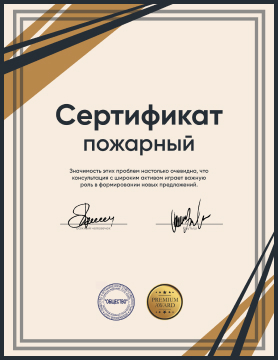 Сертификат
пожарный
Значимость этих проблем настолько очевидна, что
консультация с широким активом играет важную
роль в формировании новых предложений.
"ОБЩЕСТВО"
PREMIUM
AWARD